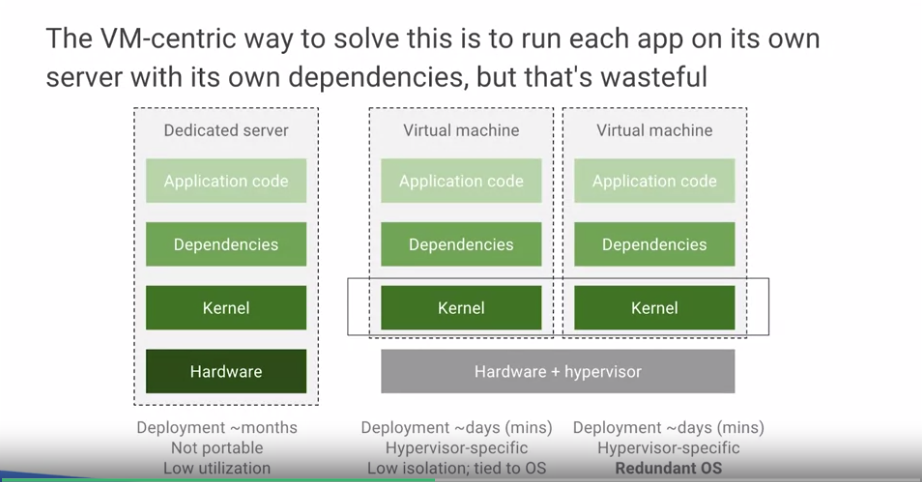 The VM-centric way to solve this is to run each app on its own
server with its own dependencies, but that's wasteful
Dedicated server
Application code
Dependencies
Kernel
Hardware
Deployment ~months
Not portable
Low utilization
Virtual machine
Application code
Dependencies
Kernel
Virtual machine
Application code
Dependencies
Kernel
Hardware + hypervisor
Deployment ~days (mins)
Hypervisor-specific
Low isolation; tied to OS
Deployment ~days (mins)
Hypervisor-specific
Redundant OS